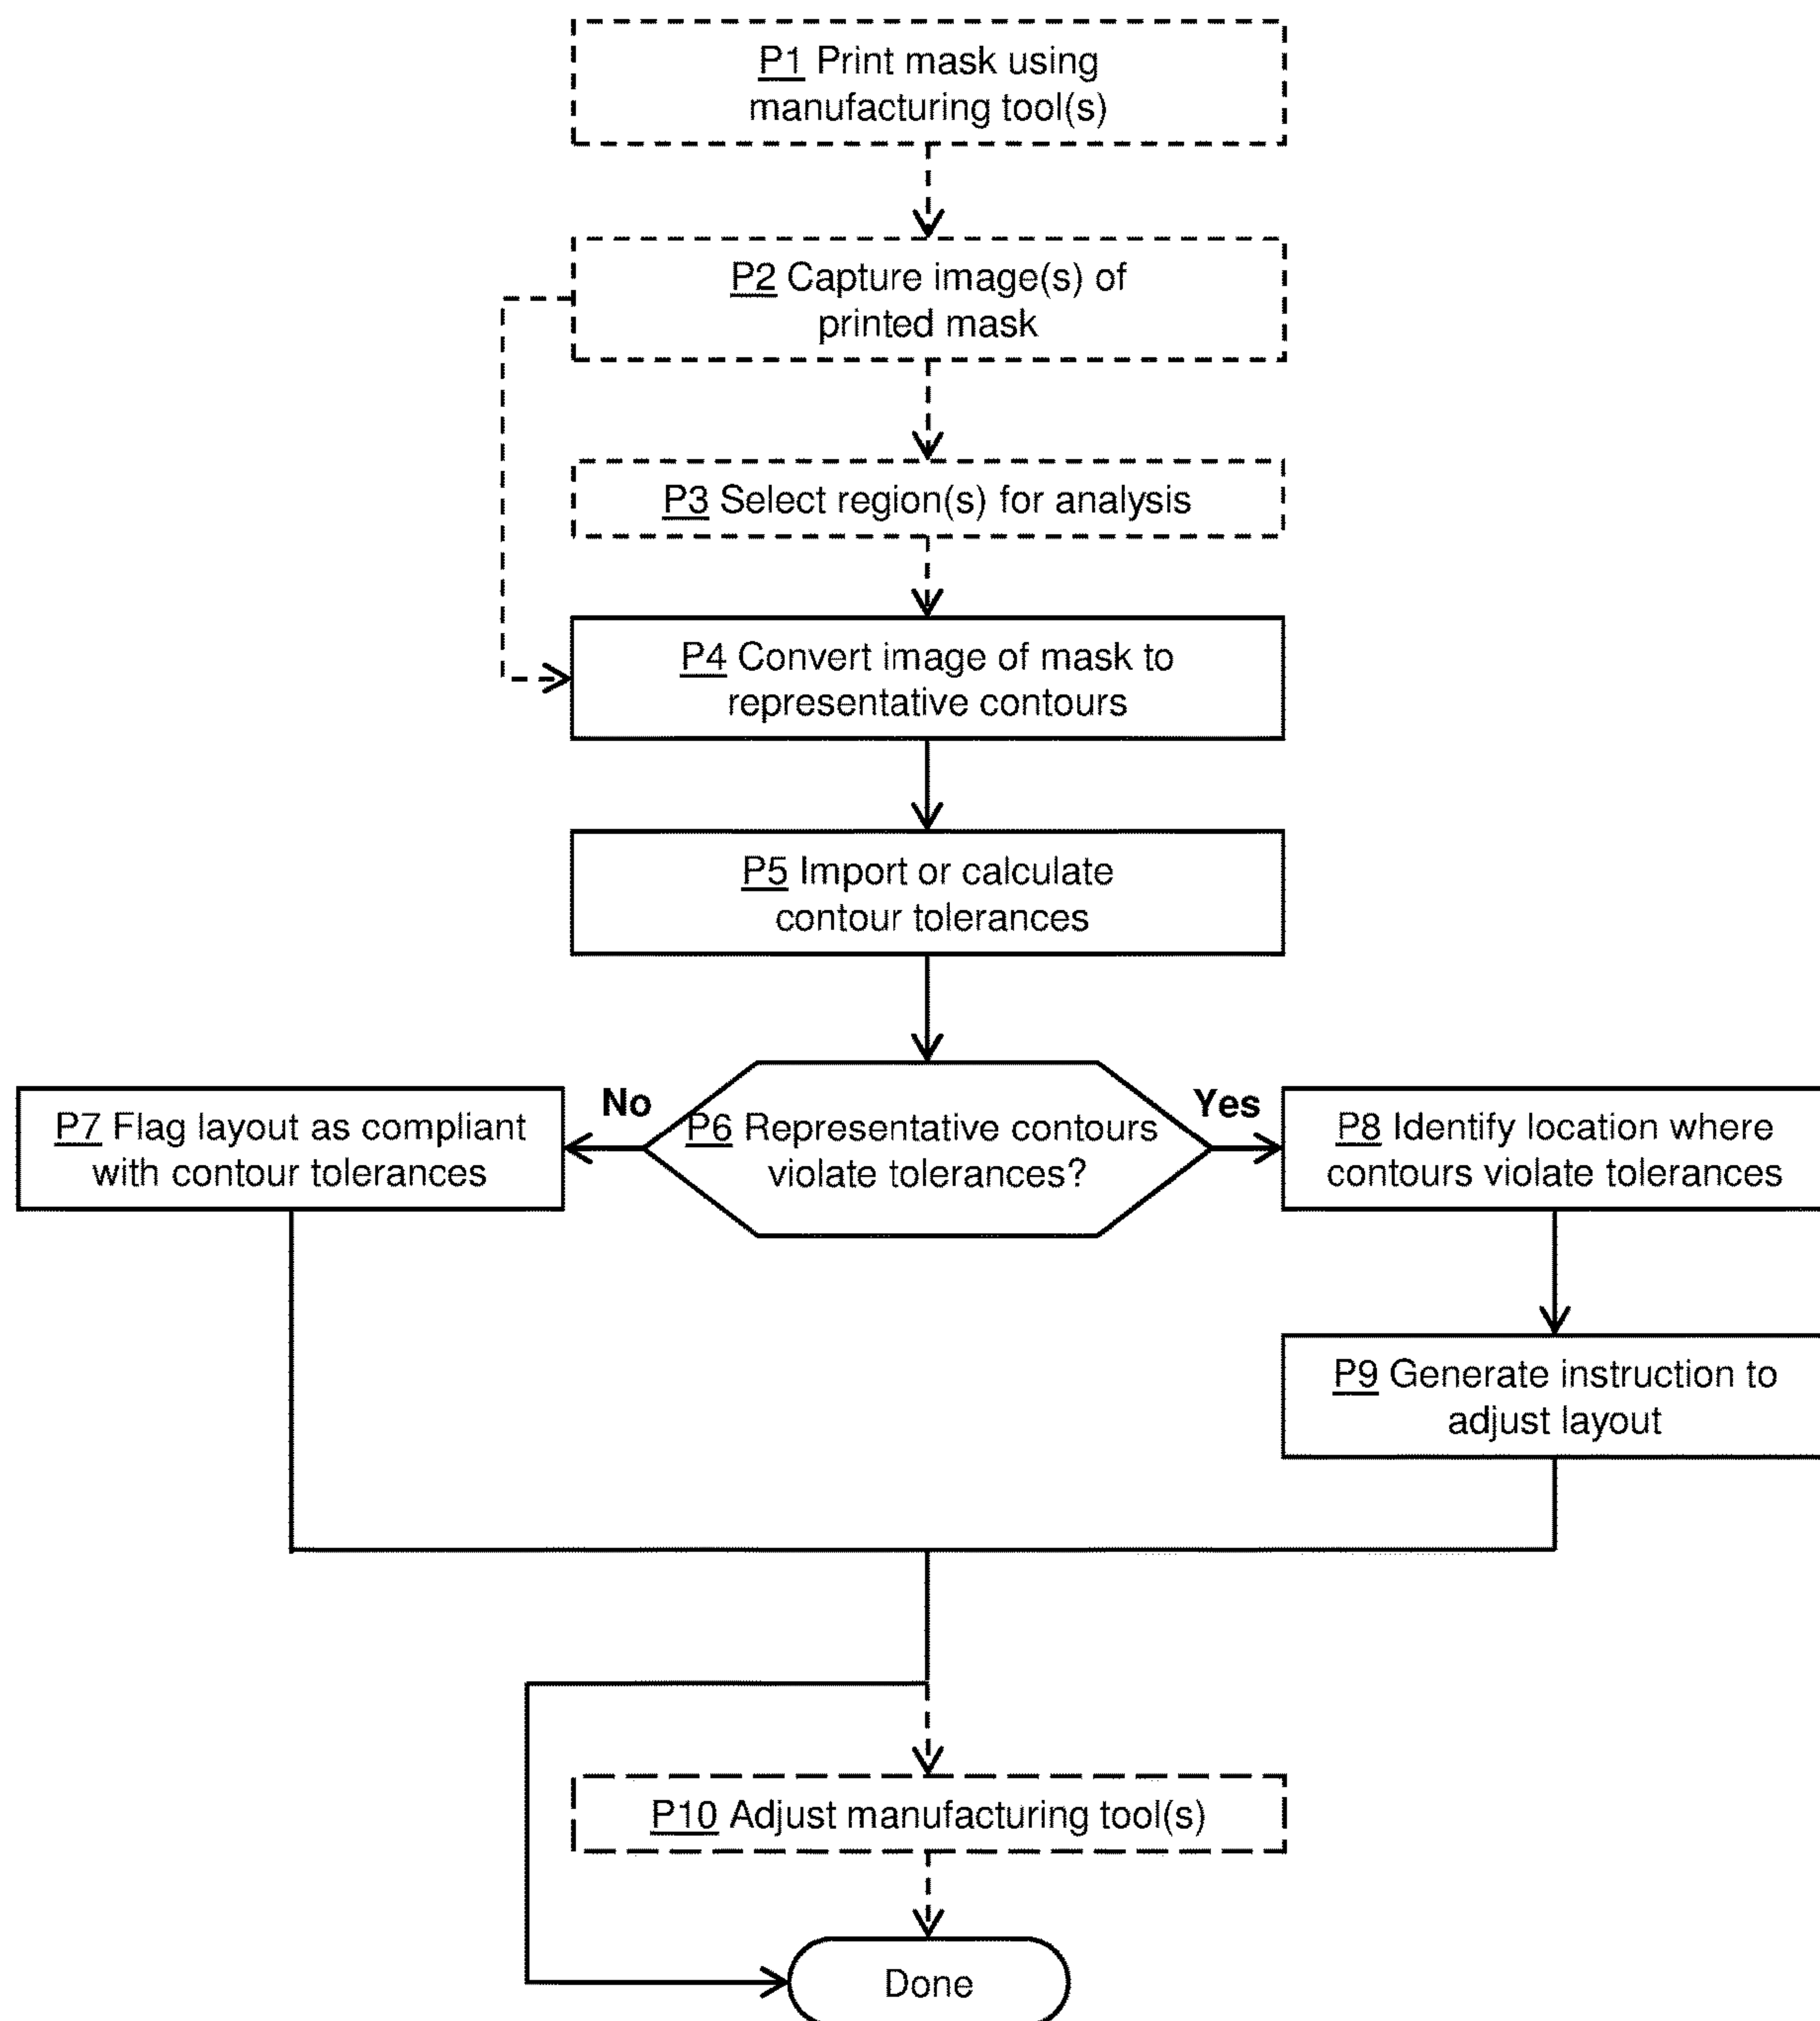 P1 Print mask using
manufacturing tool(s)
P2 Capture image(s) of
printed mask
P3 Select region(s) for analysis
P4 Convert image of mask to
representative contours
P5 Import or calculate
contour tolerances
No
Yes
P7 Flag layout as compliant
with contour tolerances
P6 Representative contours
violate tolerances?
P8 Identify location where
contours violate tolerances
P9 Generate instruction to
adjust layout
P10 Adjust manufacturing tool(s)
Done